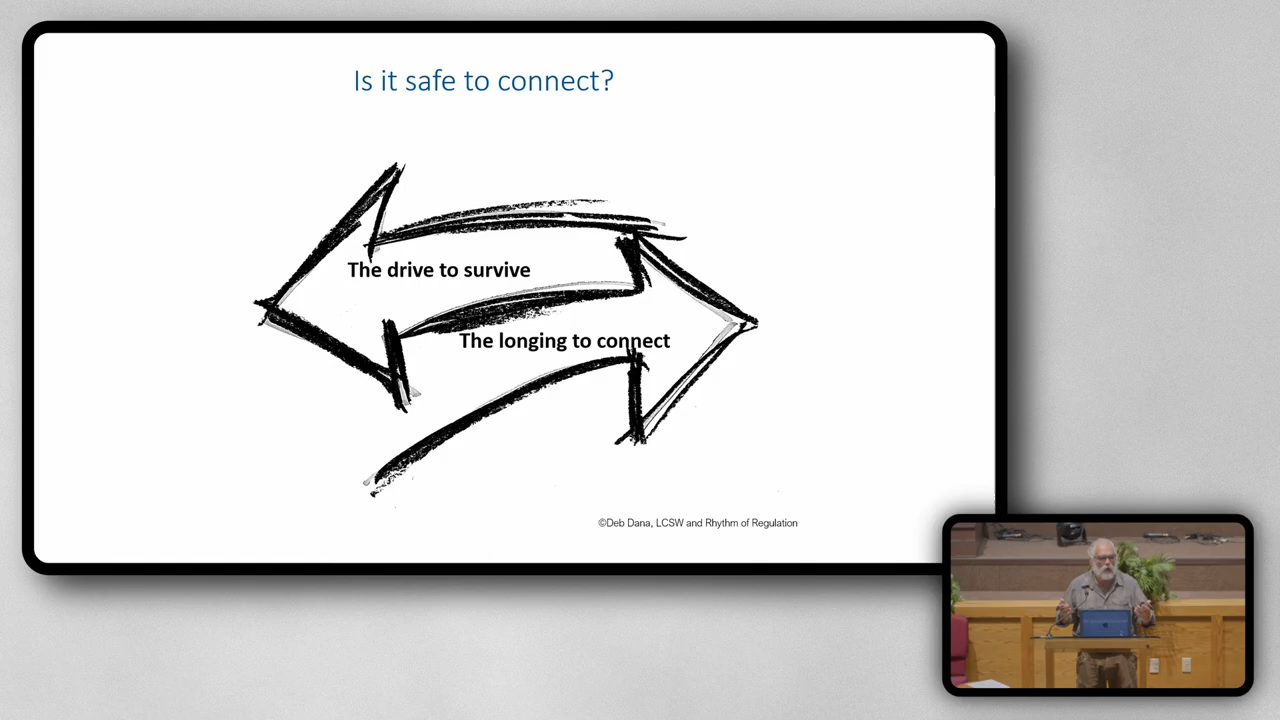 Is it safe to connect?
The drive to survive
The longing to connect
©Deb Dana, LCSW and Rhythm of Regulation